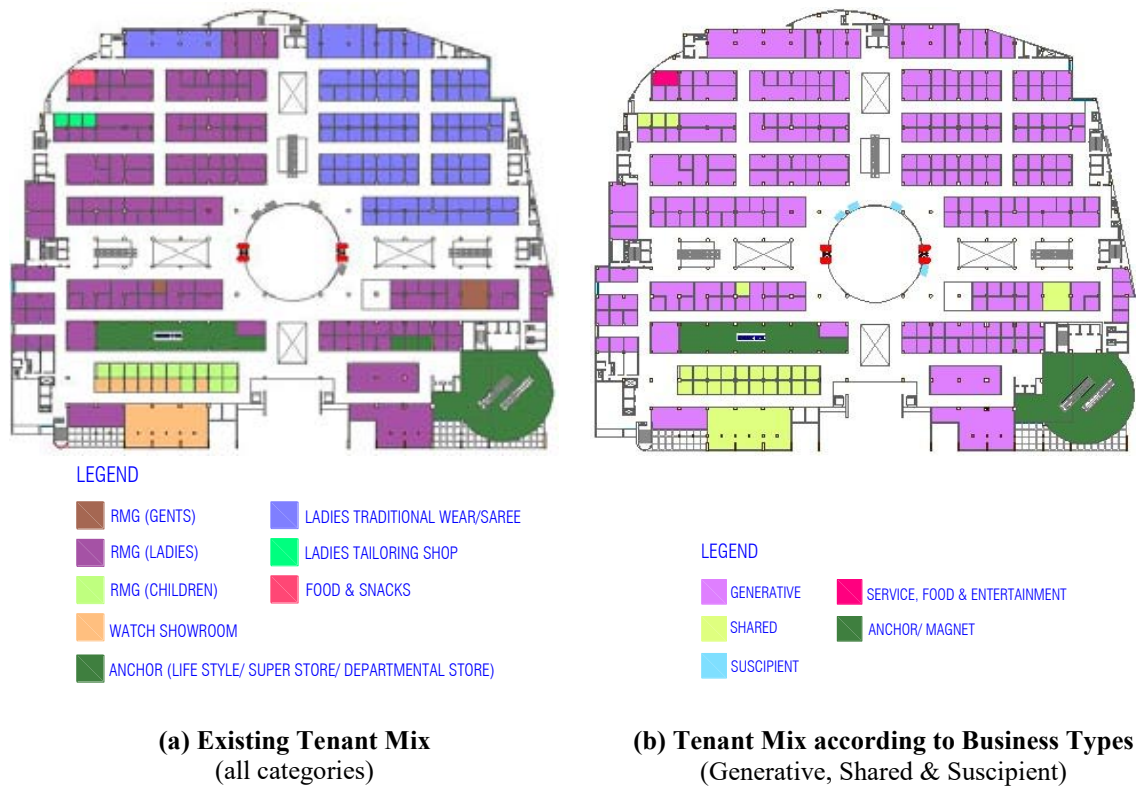 LEGEND
RMG (GENTS)
LADIES TRADITIONAL WEAR/SAREE
RMG (LADIES)
LADIES TAILORING SHOP
RMG (CHILDREN)
FOOD & SNACKS
WATCH SHOWROOM
ANCHOR (LIFE STYLE/ SUPER STORE/ DEPARTMENTAL STORE)
(a) Existing Tenant Mix
(all categories)
LEGEND
GENERATIVE
SERVICE, FOOD & ENTERTAINMENT
SHARED
ANCHOR/ MAGNET
SUSCIPIENT
(b) Tenant Mix according to Business Types
(Generative, Shared & Suscipient)